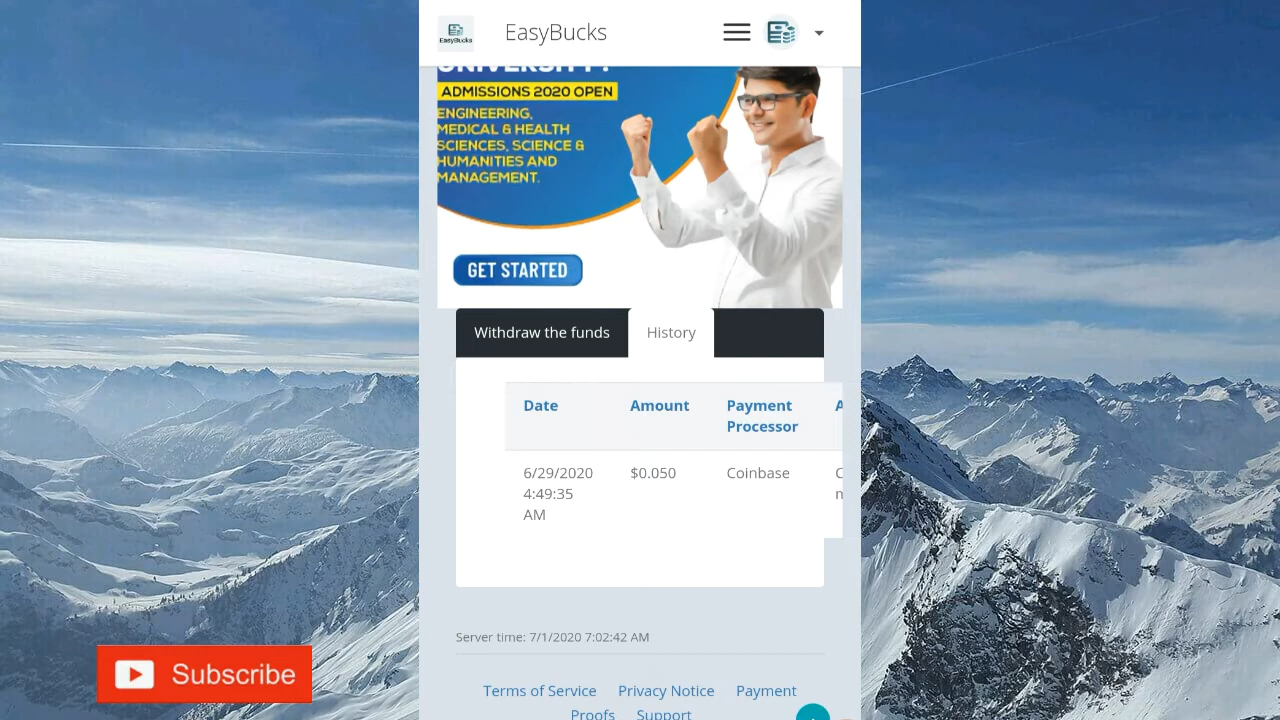 EasyBucks
EasyBucks
UNIVERSITY?
ADMISSIONS 2020 OPEN
ENGINEERING,
MEDICAL & HEALTH
SCIENCES, SCIENCE &
HUMANITIES AND
MANAGEMENT.
GET STARTED
Withdraw the funds History
Date Amount Payment Processor A
6/29/2020 4:49:35 AM $0.050 Coinbase
Server time: 7/1/2020 7:02:42 AM
Terms of Service Privacy Notice Payment
Proofs Support
Subscribe